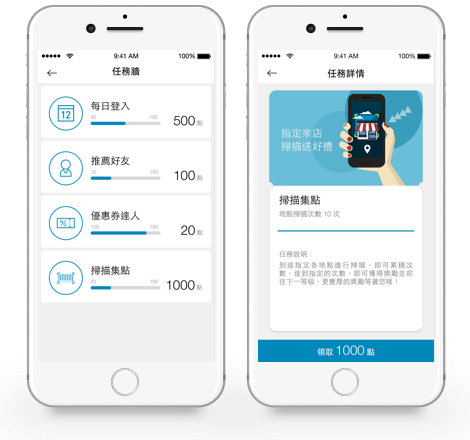 9:41 AM
100%
任務牆
每日登入
100
500 點
推薦好友
100
100 點
優惠券達人
100
20 點
掃描集點
20
100
1000 點
9:41 AM
100%
任務詳情
指定來店
掃描送好禮
掃描集點
地點掃描次數 10 次
任務說明：
到達指定各地點進行掃描，即可累積次
數，達到指定的次數，即可獲得獎勵並前
往下一等級，更豐厚的獎勵等著您哦！
領取 1000 點
12
%